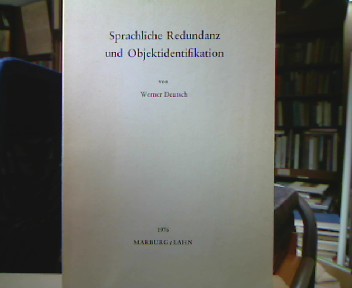 Sprachliche Redundanz
und Objektidentifikation
von
Werner Deutsch
1976
MARBURG / LAHN